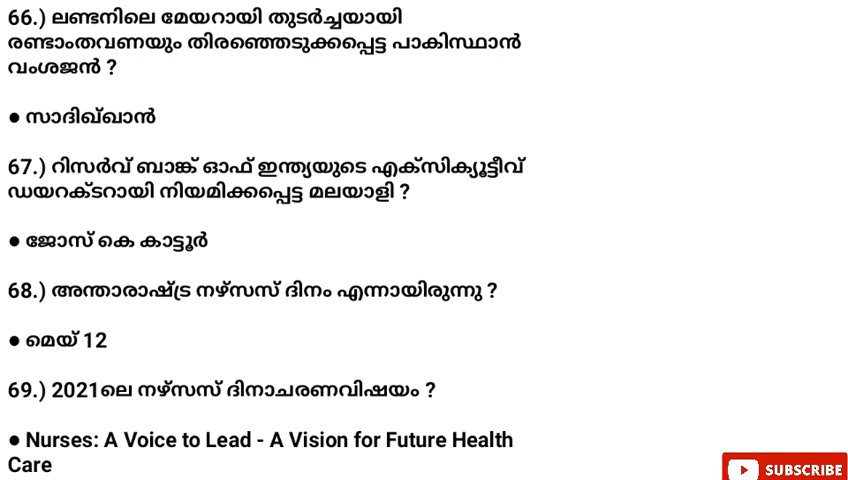 66.) ലണ്ടനിലെ മേയറായി തുടർച്ചയായി
രണ്ടാംതവണയും തിരഞ്ഞെടുക്കപ്പെട്ട പാകിസ്ഥാൻ
വംശജൻ ?
● സാദിഖ്ഖാൻ
67.) റിസർവ് ബാങ്ക് ഓഫ് ഇന്ത്യയുടെ എക്സിക്യൂട്ടീവ്
ഡയറക്ടറായി നിയമിക്കപ്പെട്ട മലയാളി ?
● ജോസ് കെ കാട്ടൂർ
68.) അന്താരാഷ്ട്ര നഴ്സസ് ദിനം എന്നായിരുന്നു ?
● മെയ് 12
69.) 2021ലെ നഴ്സസ് ദിനാചരണവിഷയം ?
● Nurses: A Voice to Lead - A Vision for Future Health
Care
SUBSCRIBE